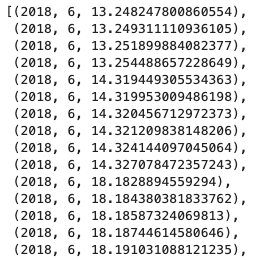 [(2018, 6, 13.248247800860554),
(2018, 6, 13.249311110936105),
(2018, 6, 13.251899884082377),
(2018, 6, 13.254488657228649),
(2018, 6, 14.319449305534363),
(2018, 6, 14.319953009486198),
(2018, 6, 14.320456712972373),
(2018, 6, 14.321209838148206),
(2018, 6, 14.324144097045064),
(2018, 6, 14.327078472357243),
(2018, 6, 18.1828894559294),
(2018, 6, 18.184380381833762),
(2018, 6, 18.18587324069813),
(2018, 6, 18.18744614580646),
(2018, 6, 18.191031088121235),